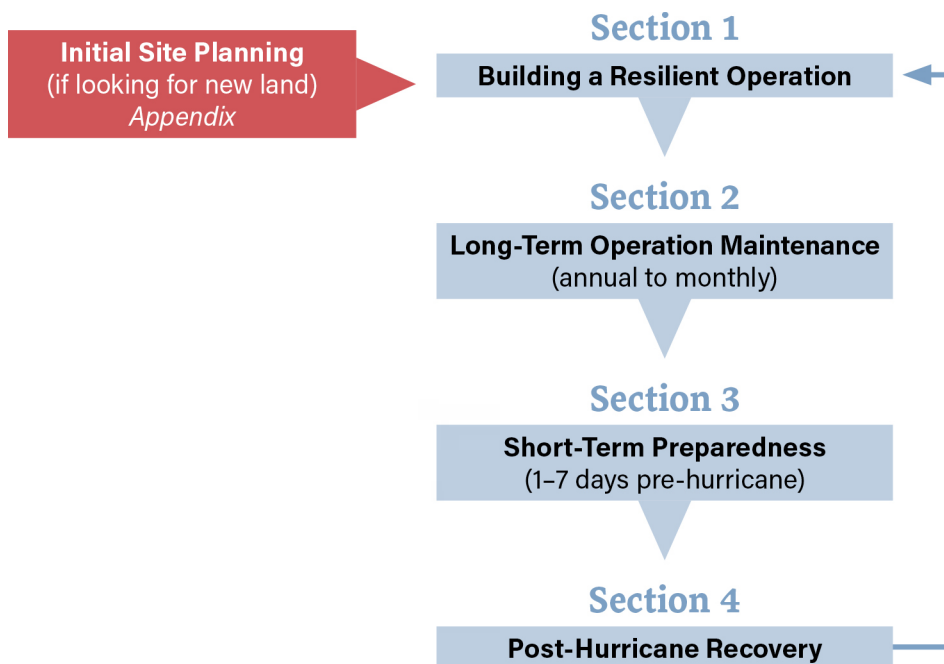 Initial Site Planning
(if looking for new land)
Appendix
Section 1
Building a Resilient Operation
Section 2
Long-Term Operation Maintenance
(annual to monthly)
Section 3
Short-Term Preparedness
(1–7 days pre-hurricane)
Section 4
Post-Hurricane Recovery